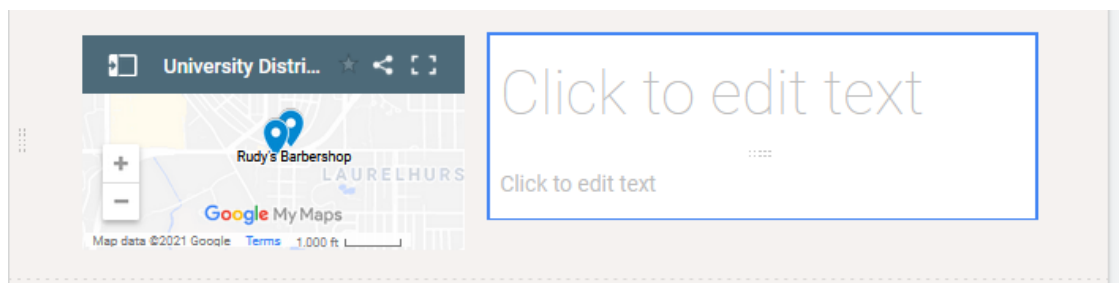 University Distri...
Rudy's Barbershop
LAURELHURS
+
−
Google My Maps
Map data ©2021 Google Terms 1,000 ft
Click to edit text
Click to edit text